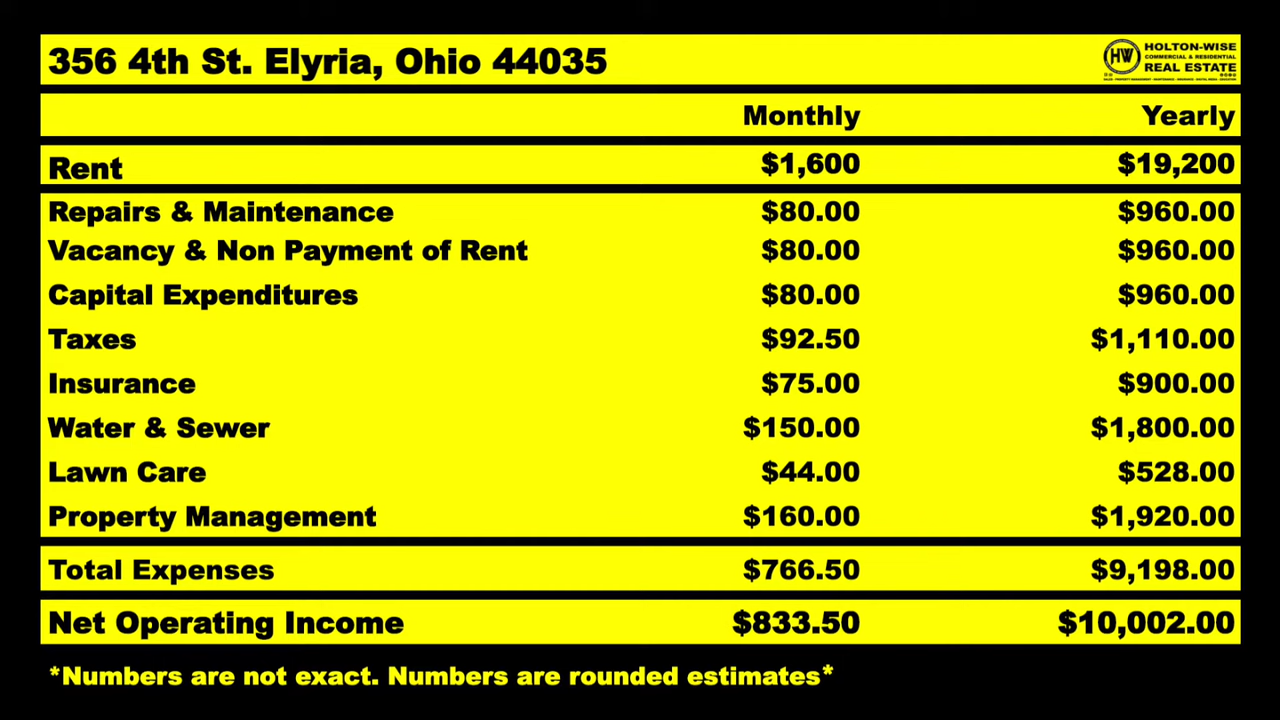 356 4th St. Elyria, Ohio 44035
HW
HOLTON-WISE
COMMERCIAL & RESIDENTIAL
REAL ESTATE
Monthly Yearly
Rent $1,600 $19,200
Repairs & Maintenance $80.00 $960.00
Vacancy & Non Payment of Rent $80.00 $960.00
Capital Expenditures $80.00 $960.00
Taxes $92.50 $1,110.00
Insurance $75.00 $900.00
Water & Sewer $150.00 $1,800.00
Lawn Care $44.00 $528.00
Property Management $160.00 $1,920.00
Total Expenses $766.50 $9,198.00
Net Operating Income $833.50 $10,002.00
*Numbers are not exact. Numbers are rounded estimates*